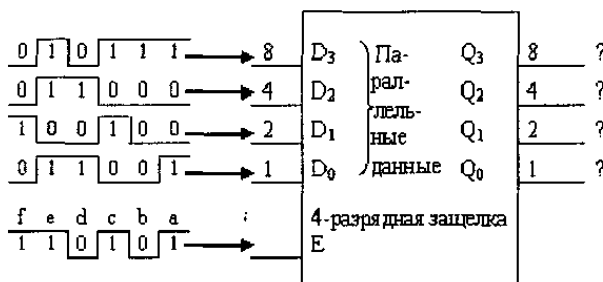 0 1 0 1 1 1 8 D3 Па- Q3 8 ?
0 1 1 0 0 0 4 D2 рал- Q2 4 ?
1 0 0 1 0 0 2 D1 лель- Q1 2 ?
0 1 1 0 0 1 1 D0 ные Q0 1 ?
данные
f e d c b a 4-разрядная защелка
1 1 0 1 0 1 E